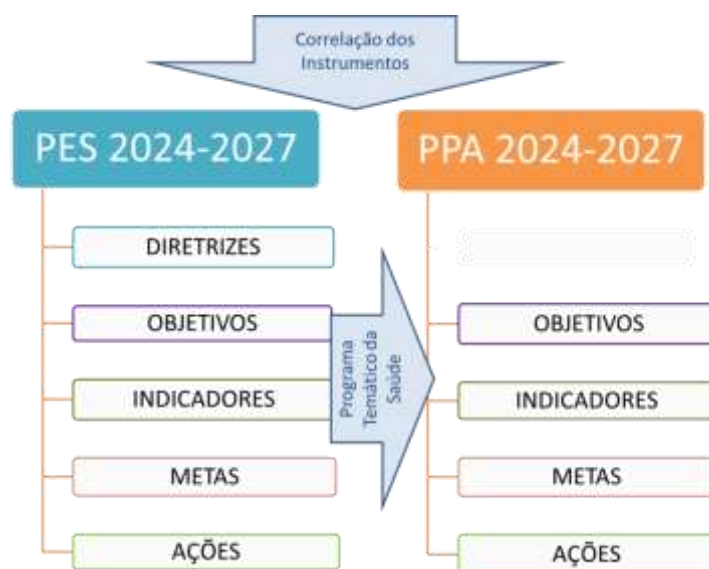 Correlação dos
Instrumentos
PES 2024-2027
DIRETRIZES
OBJETIVOS
INDICADORES
METAS
AÇÕES
Programa
Temático da
Saúde
PPA 2024-2027
OBJETIVOS
INDICADORES
METAS
AÇÕES